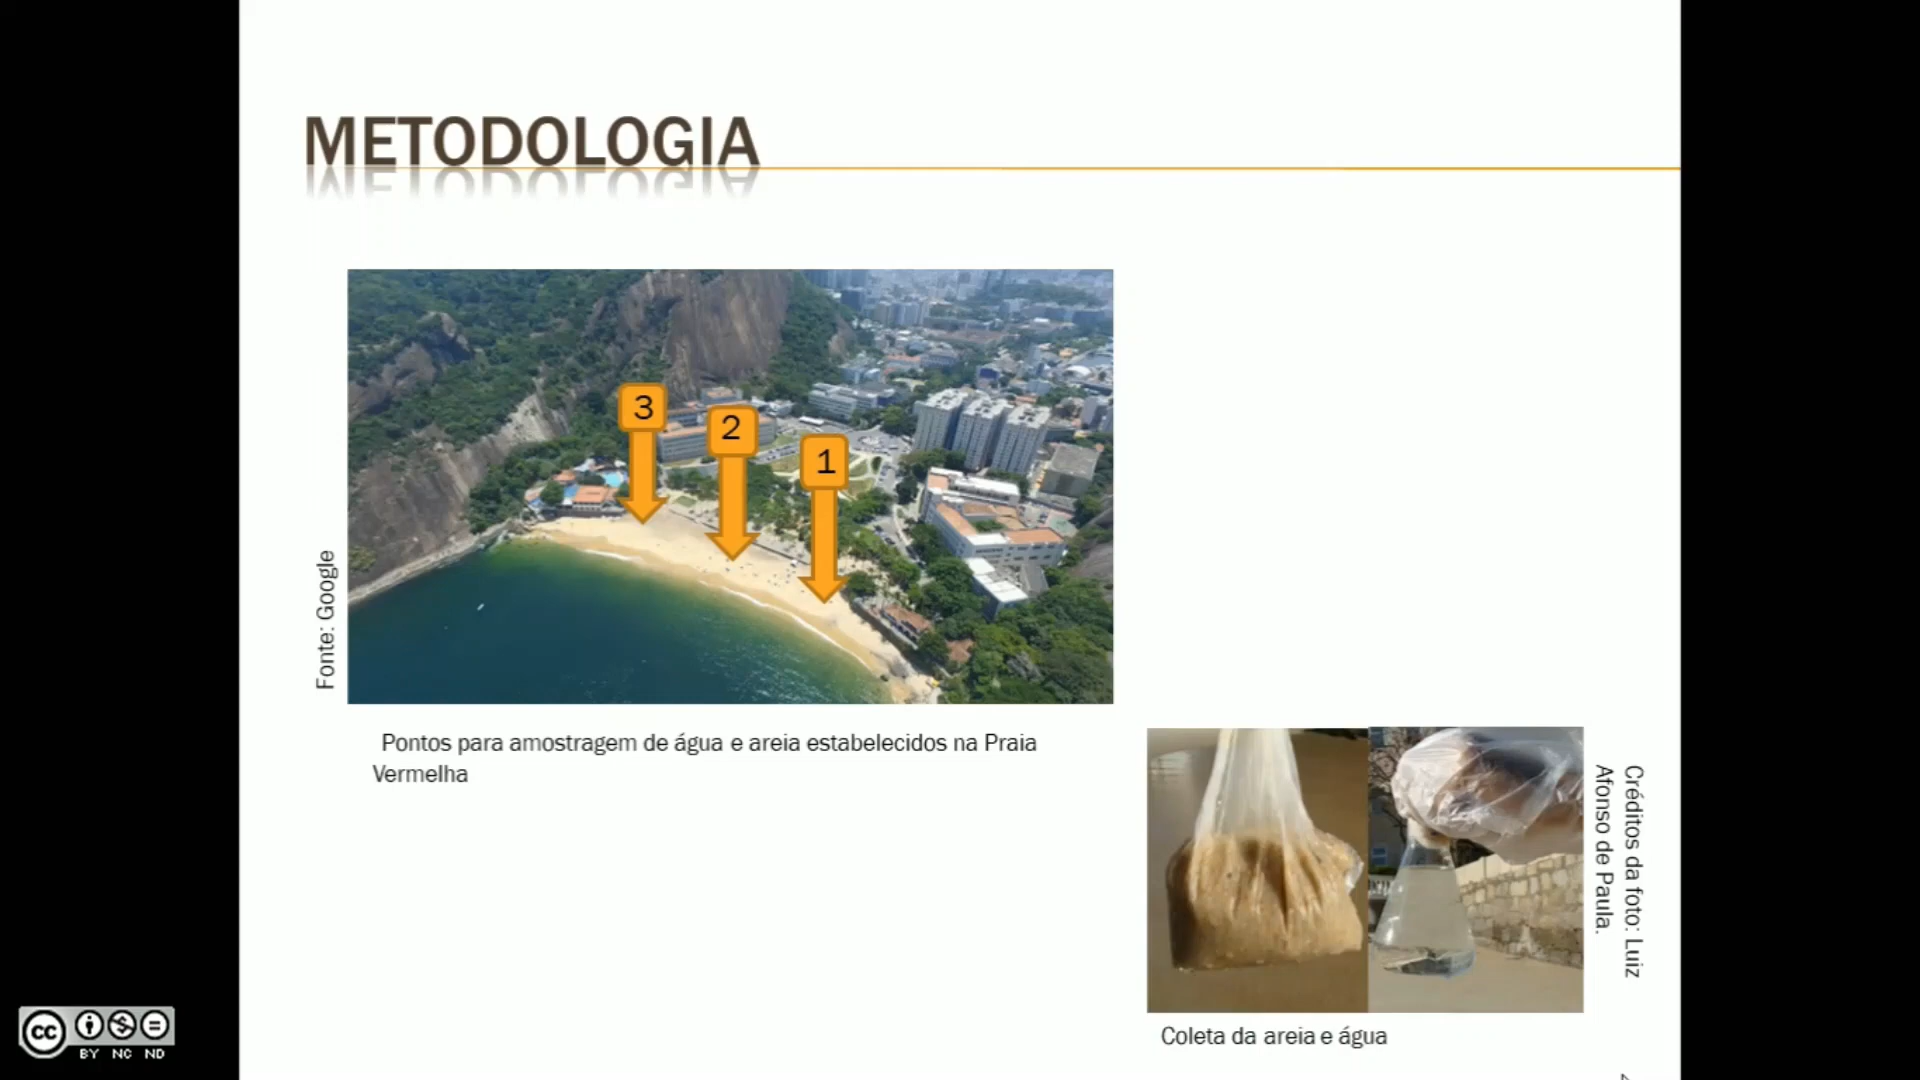 METODOLOGIA
3
2
1
Fonte: Google
Pontos para amostragem de água e areia estabelecidos na Praia
Vermelha
Créditos da foto: Luiz
Afonso de Paula.
Coleta da areia e água
cc
BY NC ND